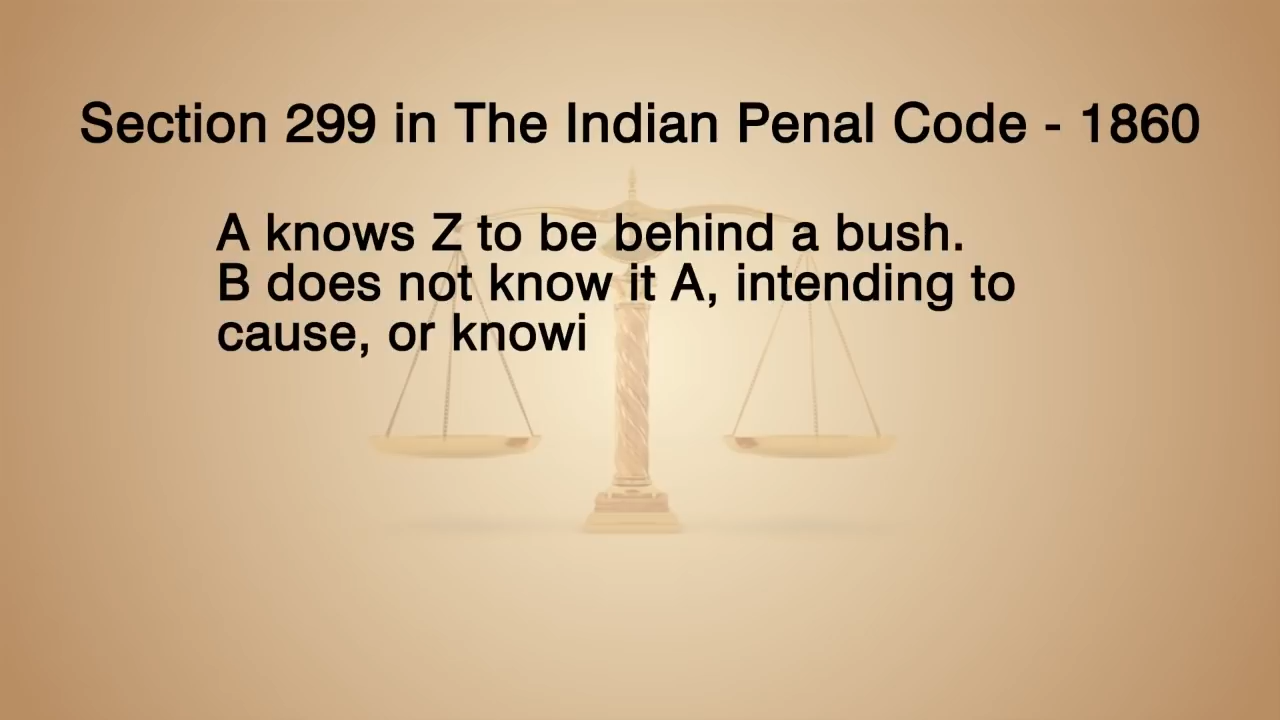 Section 299 in The Indian Penal Code - 1860
A knows Z to be behind a bush.
B does not know it A, intending to
cause, or knowi